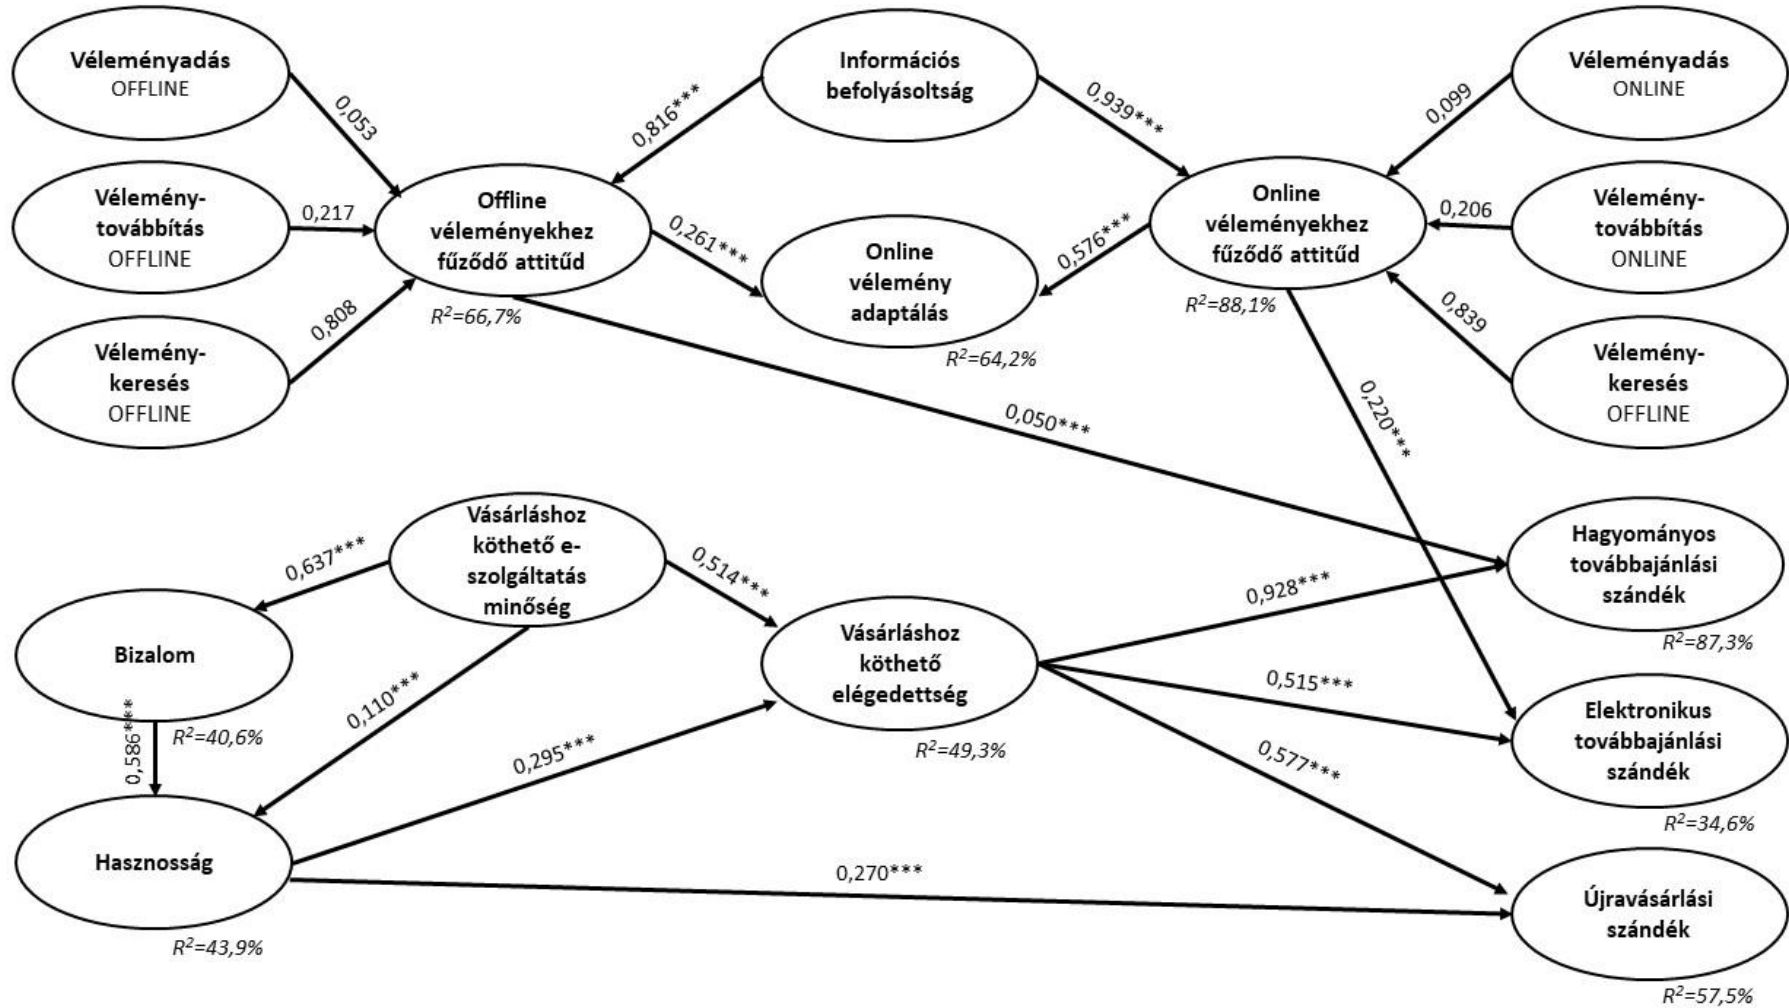 Véleményadás
OFFLINE
Információs
befolyásoltság
Véleményadás
ONLINE
0,053
0,816***
0,939***
0,099
Vélemény-
továbbítás
OFFLINE
0,217
Offline
véleményekhez
fűződő attitűd
R²=66,7%
0,261***
Online
vélemény
adaptálás
R²=64,2%
0,576***
Online
véleményekhez
fűződő attitűd
R²=88,1%
0,206
Vélemény-
továbbítás
ONLINE
Vélemény-
keresés
OFFLINE
0,808
0,839
Vélemény-
keresés
OFFLINE
0,050***
0,220***
Vásárláshoz
köthető e-
szolgáltatás
minőség
0,637***
0,514***
Hagyományos
továbbajánlási
szándék
R²=87,3%
0,928***
Bizalom
R²=40,6%
0,110***
Vásárláshoz
köthető
elégedettség
R²=49,3%
0,515***
Elektronikus
továbbajánlási
szándék
R²=34,6%
0,586***
0,295***
0,577***
Hasznosság
R²=43,9%
0,270***
Újravásárlási
szándék
R²=57,5%